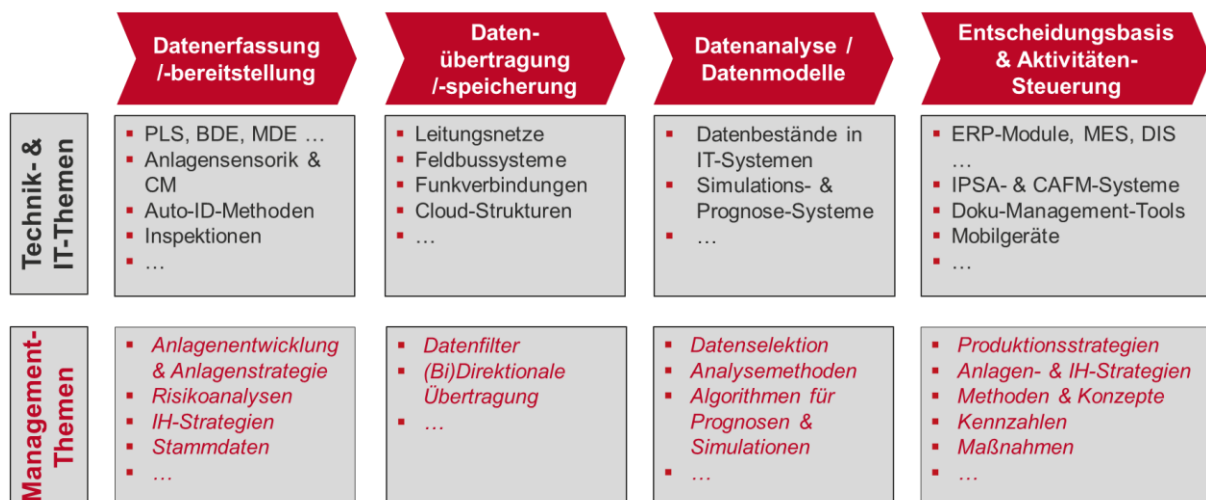 Datenerfassung
/-bereitstellung
Daten-
übertragung
/-speicherung
Datenanalyse /
Datenmodelle
Entscheidungsbasis
& Aktivitäten-
Steuerung
Technik- &
IT-Themen
▪ PLS, BDE, MDE …
▪ Anlagensensorik &
CM
▪ Auto-ID-Methoden
▪ Inspektionen
▪ …
▪ Leitungsnetze
▪ Feldbussysteme
▪ Funkverbindungen
▪ Cloud-Strukturen
▪ …
▪ Datenbestände in
IT-Systemen
▪ Simulations- &
Prognose-Systeme
▪ …
▪ ERP-Module, MES, DIS
…
▪ IPSA- & CAFM-Systeme
▪ Doku-Management-Tools
▪ Mobilgeräte
▪ …
Management-
Themen
▪ Anlagenentwicklung
& Anlagenstrategie
▪ Risikoanalysen
▪ IH-Strategien
▪ Stammdaten
▪ …
▪ Datenfilter
▪ (Bi)Direktionale
Übertragung
▪ …
▪ Datenselektion
▪ Analysemethoden
▪ Algorithmen für
Prognosen &
Simulationen
▪ …
▪ Produktionsstrategien
▪ Anlagen- & IH-Strategien
▪ Methoden & Konzepte
▪ Kennzahlen
▪ Maßnahmen
▪ …